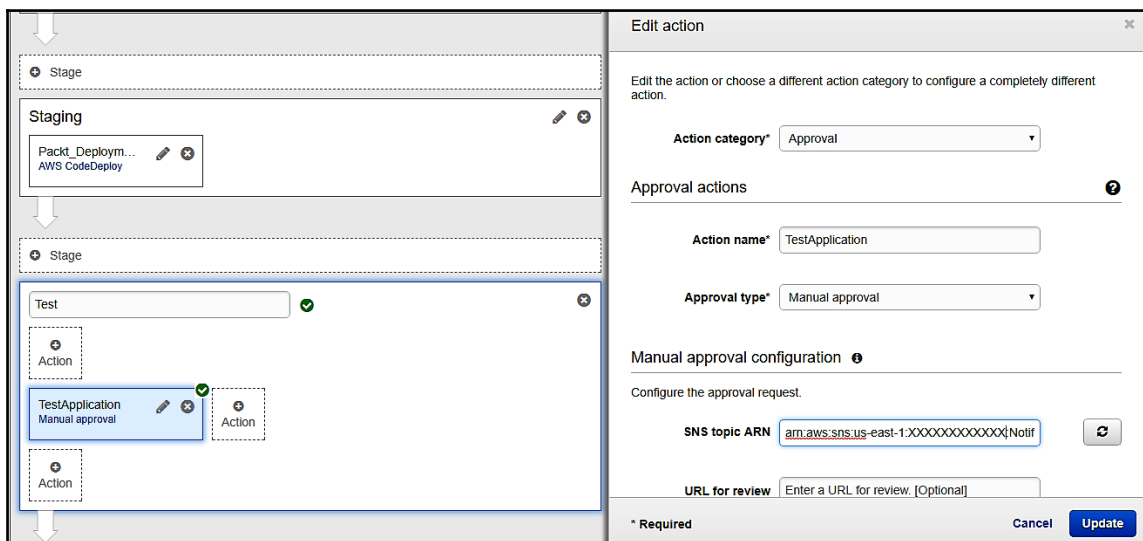 Stage
Staging
Packt_Deploym...
AWS CodeDeploy
Stage
Test
Action
TestApplication
Manual approval
Action
Action
Edit action
Edit the action or choose a different action category to configure a completely different
action.
Action category* Approval
Approval actions
Action name* TestApplication
Approval type* Manual approval
Manual approval configuration
Configure the approval request.
SNS topic ARN arn:aws:sns:us-east-1:XXXXXXXXXXXX:Notif
URL for review Enter a URL for review. [Optional]
* Required Cancel Update